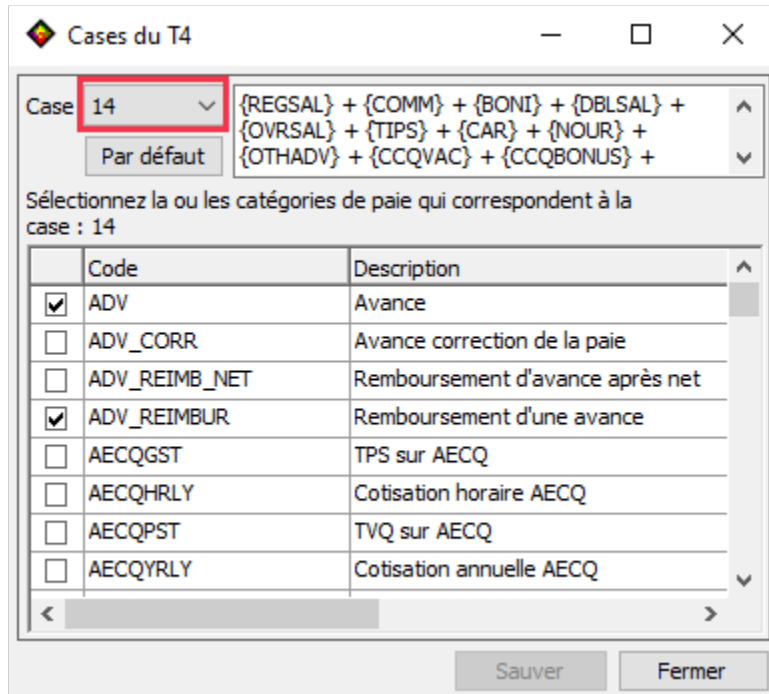 Cases du T4
Case 14 {REGSAL} + {COMM} + {BONI} + {DBLSAL} +
{OVRSAL} + {TIPS} + {CAR} + {NOUR} +
Par défaut {OTHADV} + {CCQVAC} + {CCQBONUS} +
Sélectionnez la ou les catégories de paie qui correspondent à la
case : 14
Code Description
ADV Avance
ADV_CORR Avance correction de la paie
ADV_REIMB_NET Remboursement d'avance après net
ADV_REIMBUR Remboursement d'une avance
AECQGST TPS sur AECQ
AECQHRLY Cotisation horaire AECQ
AECQPST TVQ sur AECQ
AECQYRLY Cotisation annuelle AECQ
Sauver Fermer